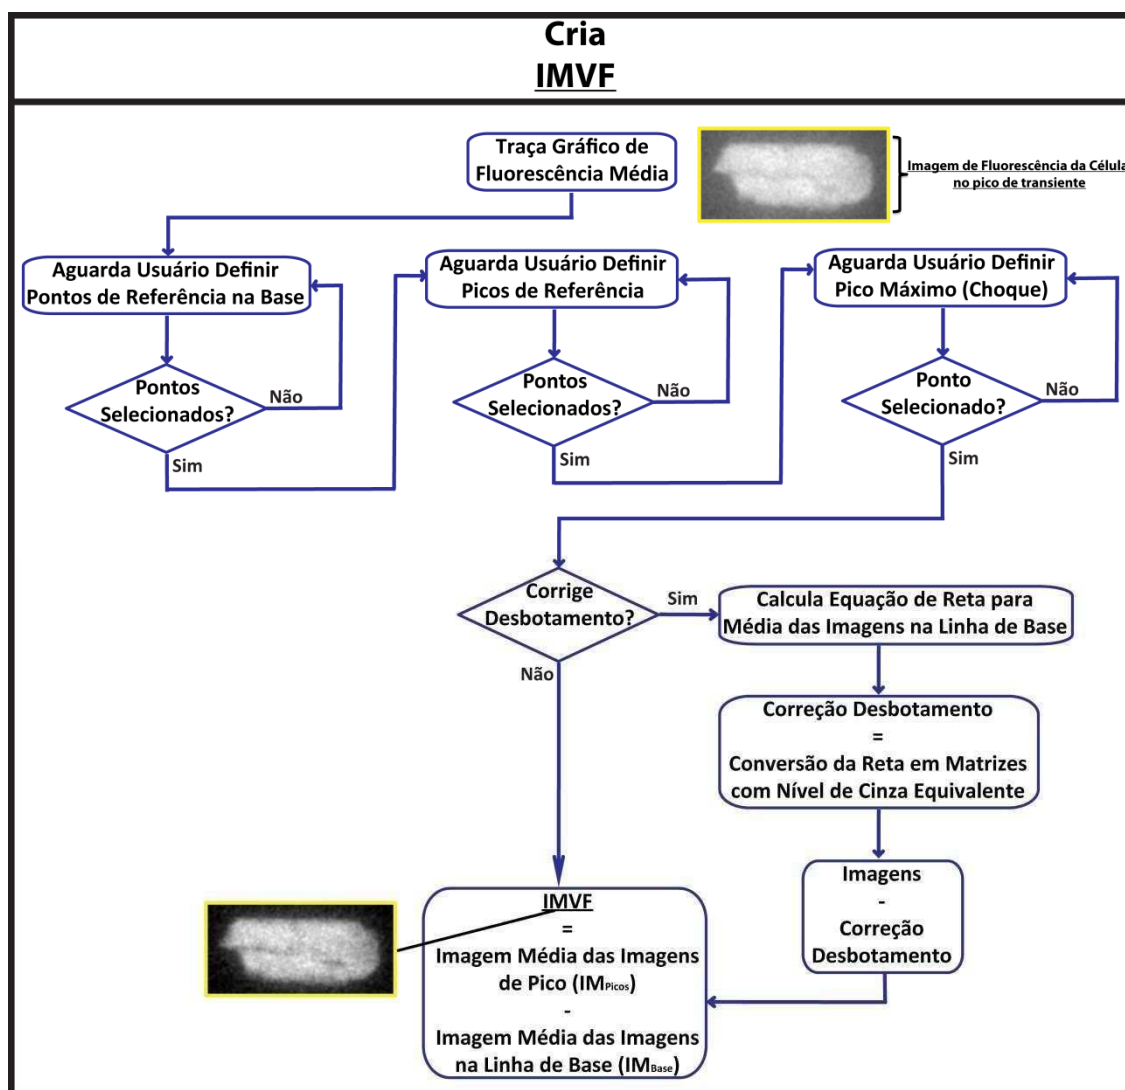 Cria
IMVF
Traça Gráfico de
Fluorescência Média
Imagem de Fluorescência da Célula
no pico de transiente
Aguarda Usuário Definir
Pontos de Referência na Base
Aguarda Usuário Definir
Picos de Referência
Aguarda Usuário Definir
Pico Máximo (Choque)
Pontos
Selecionados?
Não
Sim
Pontos
Selecionados?
Não
Sim
Ponto
Selecionado?
Não
Sim
Corrige
Desbotamento?
Sim
Não
Calcula Equação de Reta para
Média das Imagens na Linha de Base
Correção Desbotamento
=
Conversão da Reta em Matrizes
com Nível de Cinza Equivalente
Imagens
-
Correção
Desbotamento
IMVF
=
Imagem Média das Imagens
de Pico (IMPicos)
-
Imagem Média das Imagens
na Linha de Base (IMBase)